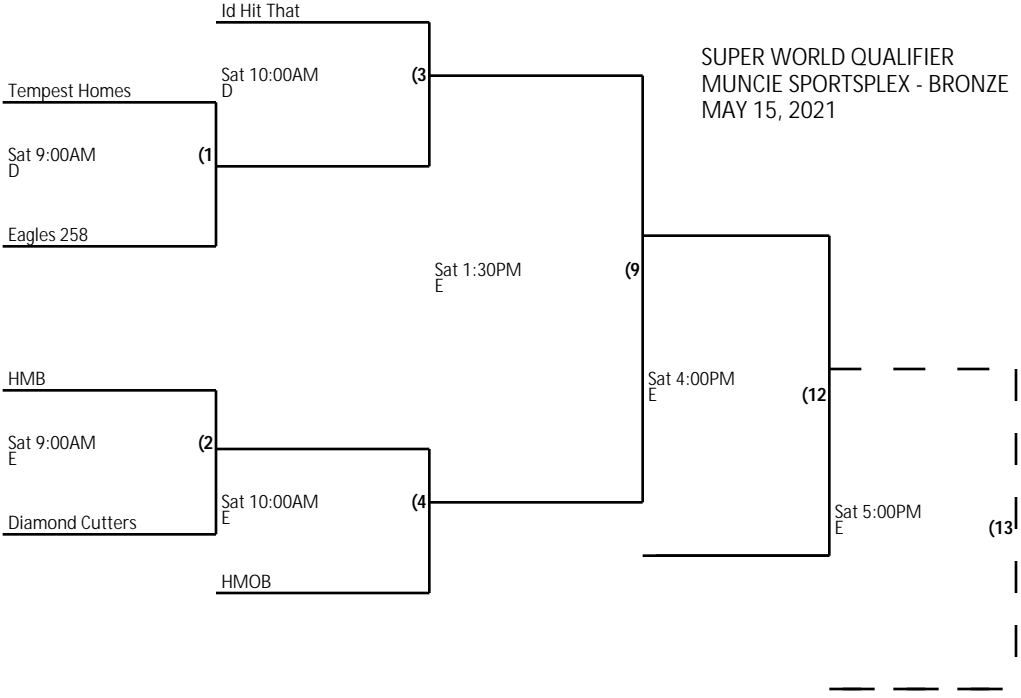 Id Hit That
SUPER WORLD QUALIFIER
MUNCIE SPORTSPLEX - BRONZE
MAY 15, 2021
Sat 10:00AM
D
(3
Tempest Homes
Sat 9:00AM
D
(1
Eagles 258
Sat 1:30PM
E
(9
HMB
Sat 4:00PM
E
(12
Sat 9:00AM
E
(2
Sat 10:00AM
E
(4
Diamond Cutters
Sat 5:00PM
E
(13
HMOB